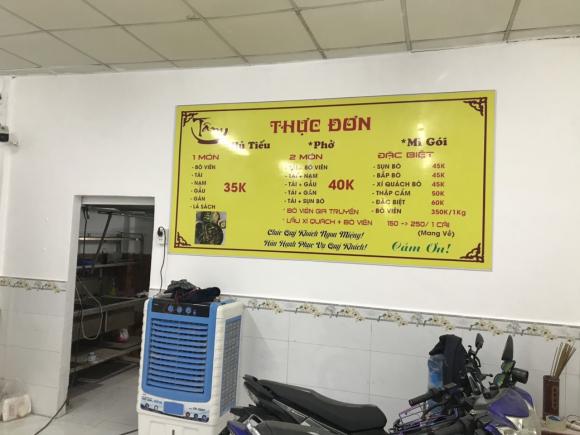 THỰC ĐƠN
Hủ Tiếu *Phở *Mì Gói
1 MÓN
- BÒ VIÊN
- TÁI
- NẠM
- GẦU
- GÂN
- LÁ SÁCH
35K
2 MÓN
- TÁI + BÒ VIÊN
- TÁI + NẠM
- TÁI + GẦU
- TÁI + GÂN
- TÁI + SỤN BÒ
40K
ĐẶC BIỆT
- SỤN BÒ 45K
- BẮP BÒ 45K
- XÍ QUÁCH BÒ 45K
- THẬP CẨM 50K
- ĐẶC BIỆT 60K
- BÒ VIÊN 350K/1Kg
* BÒ VIÊN GIA TRUYỀN
* LẨU XÍ QUÁCH + BÒ VIÊN 150 -> 250/1 CÁI
(Mang Về)
Chúc Quý Khách Ngon Miệng!
Hân Hạnh Phục Vụ Quý Khách!
Cám Ơn!